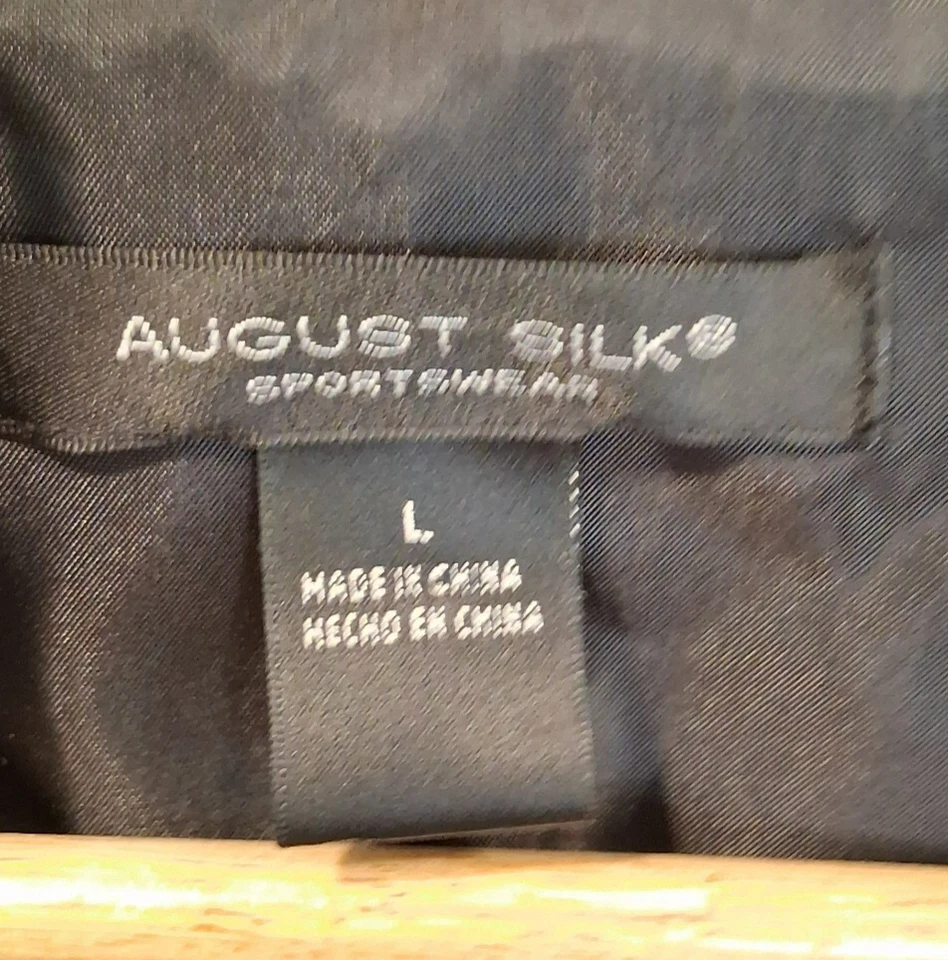 AUGUST SILK®
SPORTSWEAR
L
MADE IN CHINA
HECHO EN CHINA